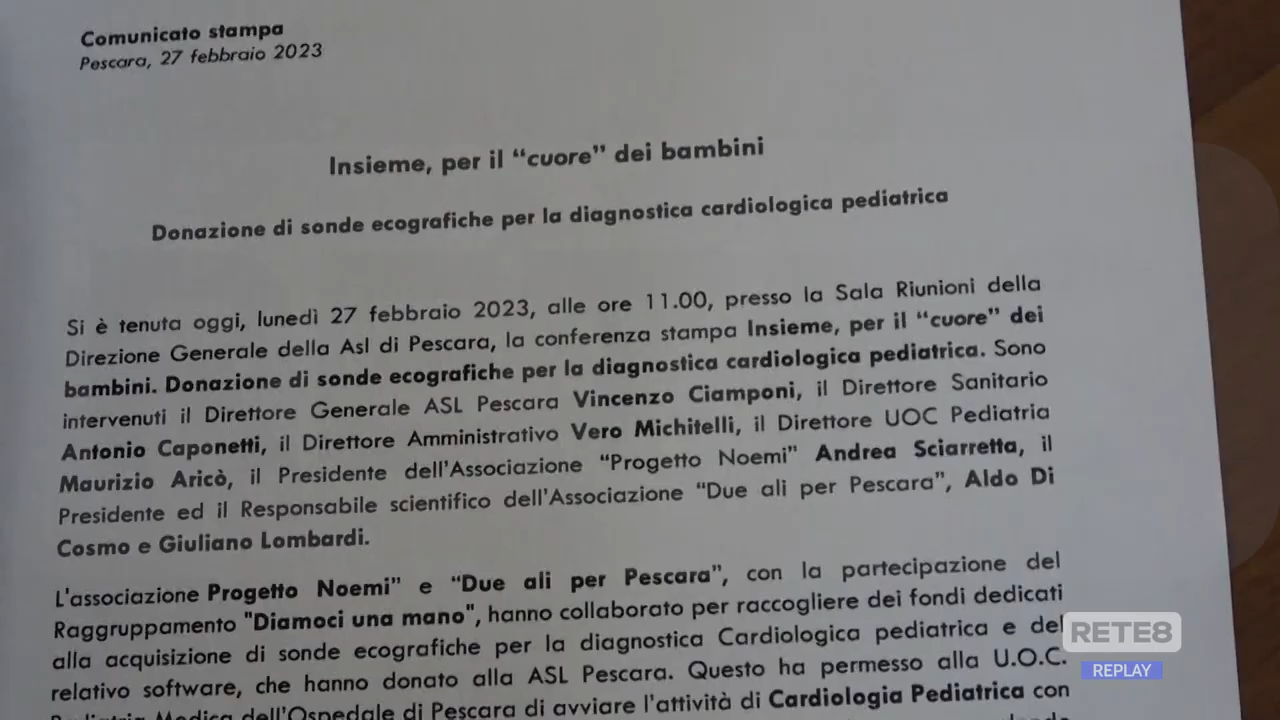 Comunicato stampa
Pescara, 27 febbraio 2023
Insieme, per il “cuore” dei bambini
Donazione di sonde ecografiche per la diagnostica cardiologica pediatrica
Si è tenuta oggi, lunedì 27 febbraio 2023, alle ore 11.00, presso la Sala Riunioni della
Direzione Generale della Asl di Pescara, la conferenza stampa Insieme, per il “cuore” dei
bambini. Donazione di sonde ecografiche per la diagnostica cardiologica pediatrica. Sono
intervenuti il Direttore Generale ASL Pescara Vincenzo Ciamponi, il Direttore Sanitario
Antonio Caponetti, il Direttore Amministrativo Vero Michitelli, il Direttore UOC Pediatria
Maurizio Aricò, il Presidente dell'Associazione “Progetto Noemi” Andrea Sciarretta, il
Presidente ed il Responsabile scientifico dell'Associazione “Due ali per Pescara”, Aldo Di
Cosmo e Giuliano Lombardi.
L'associazione Progetto Noemi” e “Due ali per Pescara”, con la partecipazione del
Raggruppamento "Diamoci una mano", hanno collaborato per raccogliere dei fondi dedicati
alla acquisizione di sonde ecografiche per la diagnostica Cardiologica pediatrica e del
relativo software, che hanno donato alla ASL Pescara. Questo ha permesso alla U.O.C.
Pediatria Medica dell'Ospedale di Pescara di avviare l'attività di Cardiologia Pediatrica con
RETE8
REPLAY